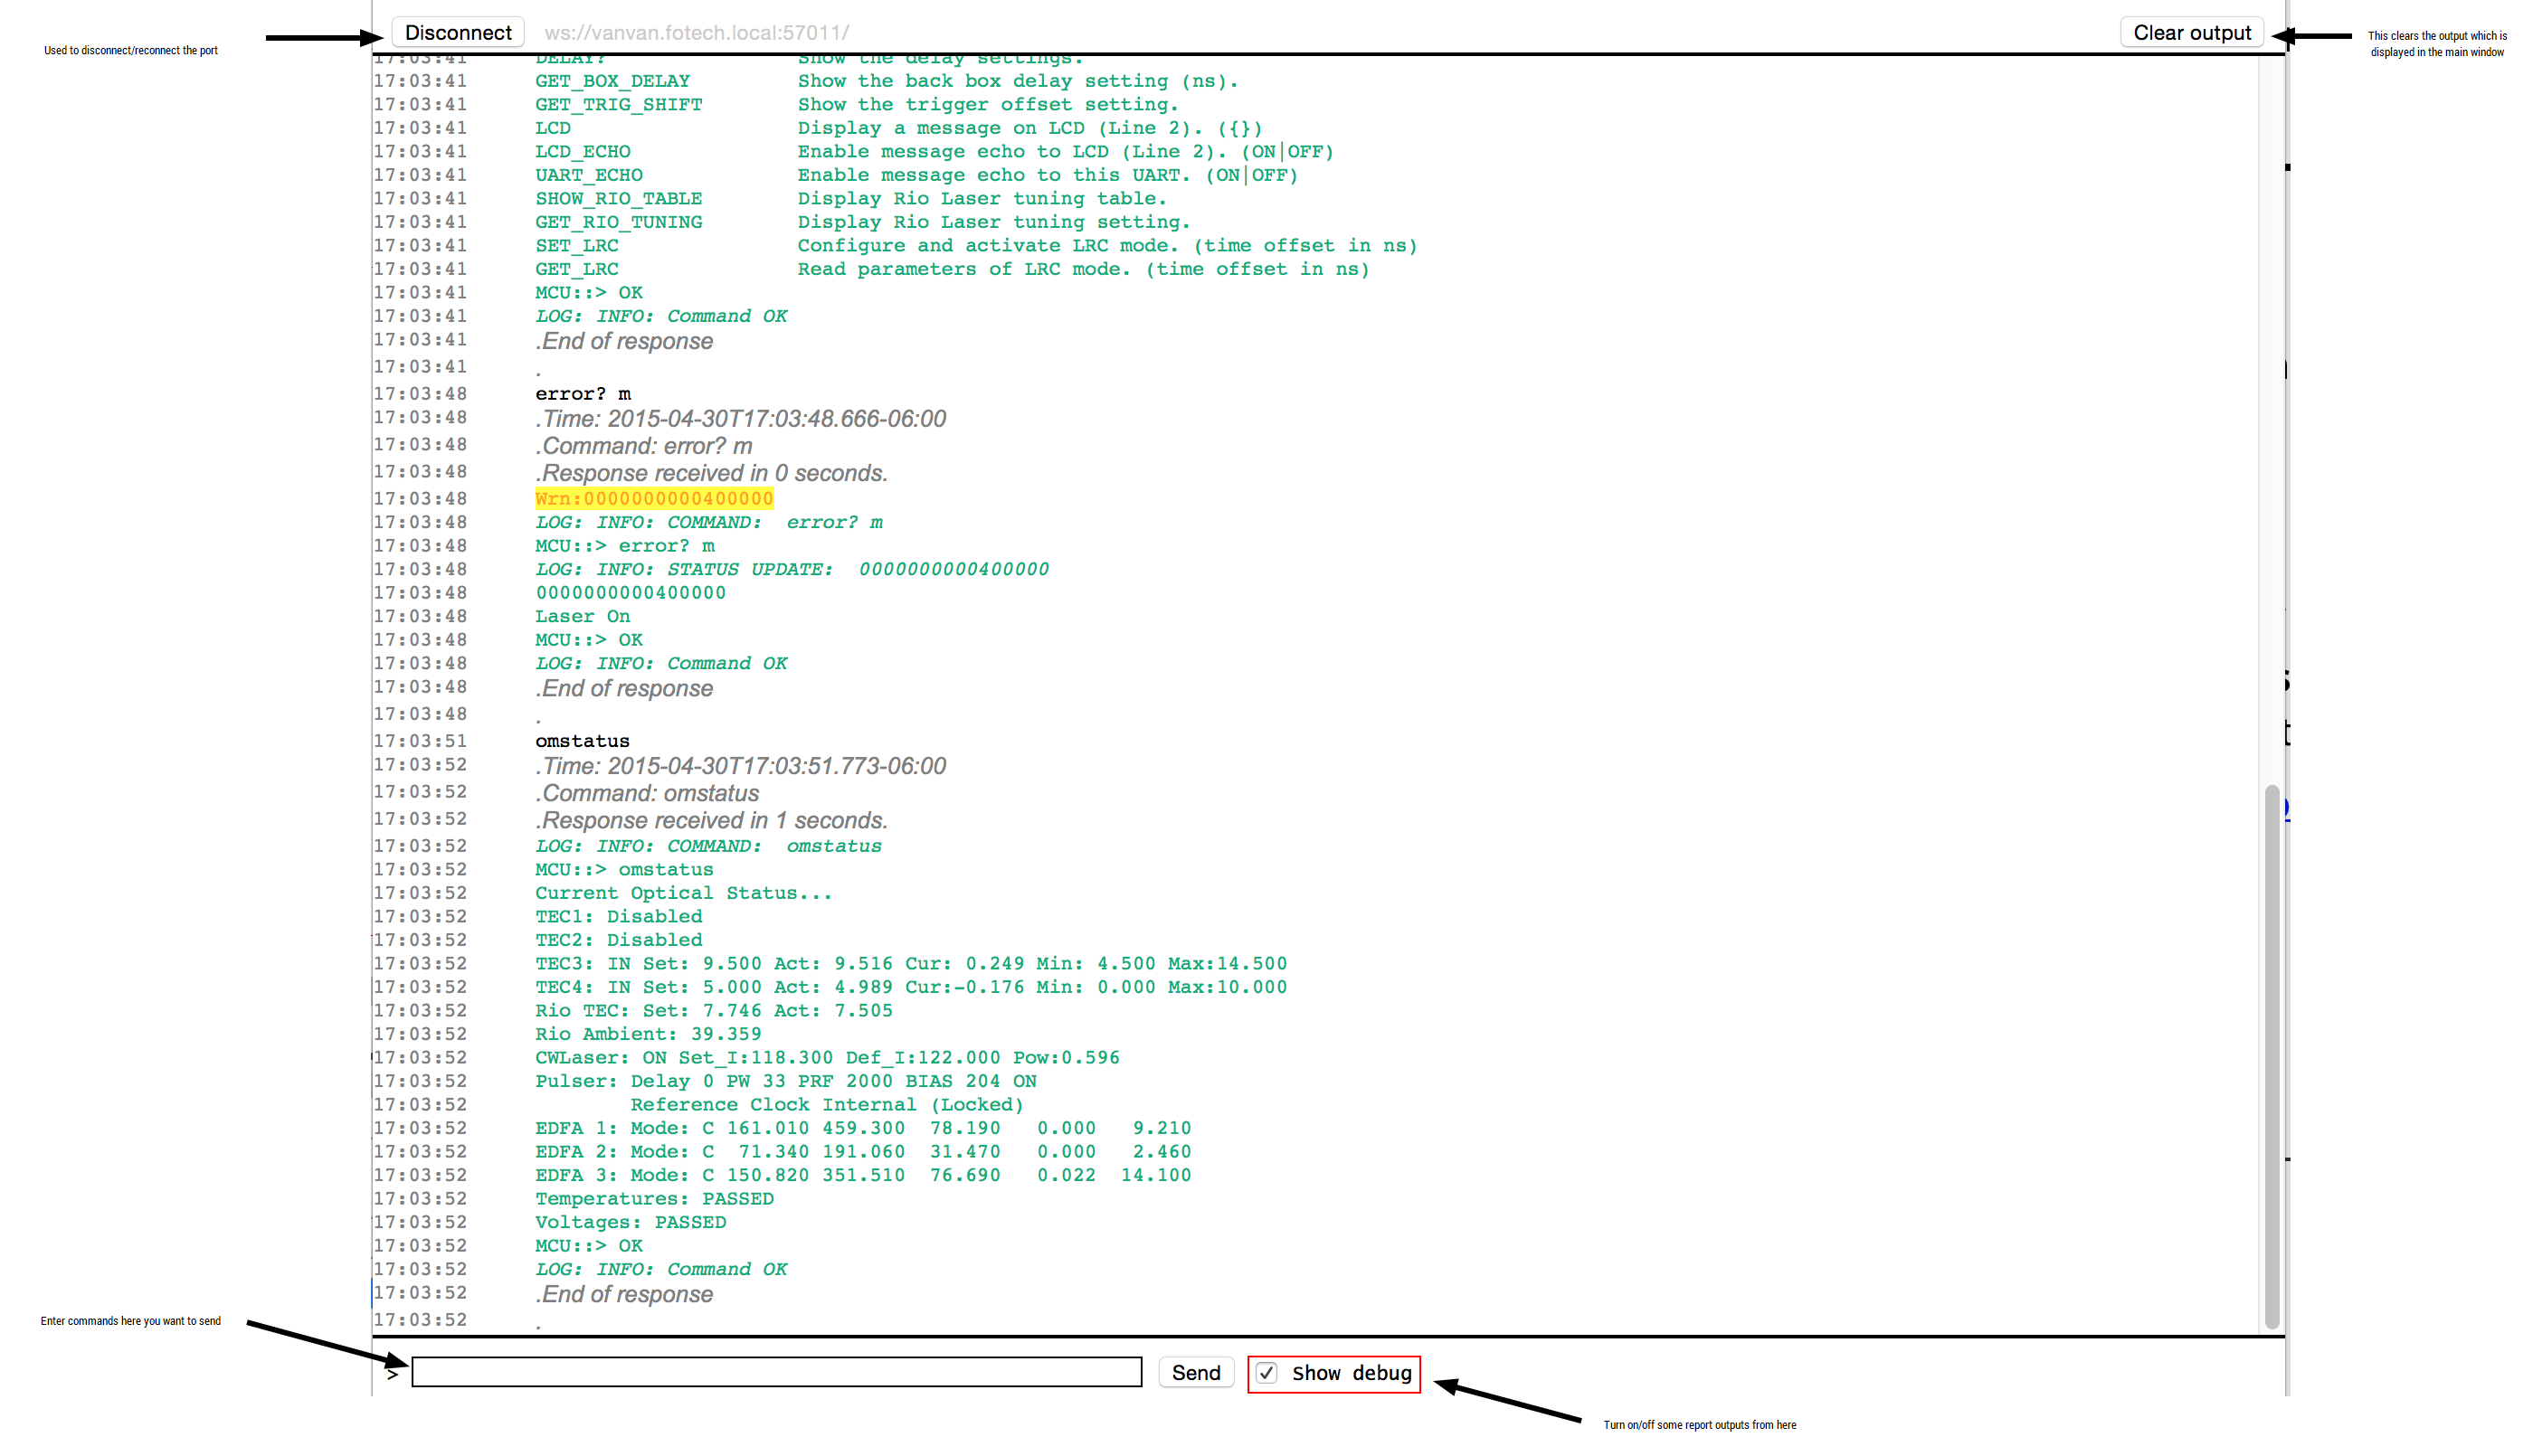 Used to disconnect/reconnect the port
Disconnect ws://vanvan.fotech.local:57011/ Clear output
This clears the output which is
displayed in the main window
17:03:41 DELAY? Show the delay settings.
17:03:41 GET_BOX_DELAY Show the back box delay setting (ns).
17:03:41 GET_TRIG_SHIFT Show the trigger offset setting.
17:03:41 LCD Display a message on LCD (Line 2). ({})
17:03:41 LCD_ECHO Enable message echo to LCD (Line 2). (ON|OFF)
17:03:41 UART_ECHO Enable message echo to this UART. (ON|OFF)
17:03:41 SHOW_RIO_TABLE Display Rio Laser tuning table.
17:03:41 GET_RIO_TUNING Display Rio Laser tuning setting.
17:03:41 SET_LRC Configure and activate LRC mode. (time offset in ns)
17:03:41 GET_LRC Read parameters of LRC mode. (time offset in ns)
17:03:41 MCU::> OK
17:03:41 LOG: INFO: Command OK
17:03:41 .End of response
17:03:41 .
17:03:48 error? m
17:03:48 .Time: 2015-04-30T17:03:48.666-06:00
17:03:48 .Command: error? m
17:03:48 .Response received in 0 seconds.
17:03:48 Wrn:0000000000400000
17:03:48 LOG: INFO: COMMAND: error? m
17:03:48 MCU::> error? m
17:03:48 LOG: INFO: STATUS UPDATE: 0000000000400000
17:03:48 0000000000400000
17:03:48 Laser On
17:03:48 MCU::> OK
17:03:48 LOG: INFO: Command OK
17:03:48 .End of response
17:03:48 .
17:03:51 omstatus
17:03:52 .Time: 2015-04-30T17:03:51.773-06:00
17:03:52 .Command: omstatus
17:03:52 .Response received in 1 seconds.
17:03:52 LOG: INFO: COMMAND: omstatus
17:03:52 MCU::> omstatus
17:03:52 Current Optical Status...
17:03:52 TEC1: Disabled
17:03:52 TEC2: Disabled
17:03:52 TEC3: IN Set: 9.500 Act: 9.516 Cur: 0.249 Min: 4.500 Max:14.500
17:03:52 TEC4: IN Set: 5.000 Act: 4.989 Cur:-0.176 Min: 0.000 Max:10.000
17:03:52 Rio TEC: Set: 7.746 Act: 7.505
17:03:52 Rio Ambient: 39.359
17:03:52 CWLaser: ON Set_I:118.300 Def_I:122.000 Pow:0.596
17:03:52 Pulser: Delay 0 PW 33 PRF 2000 BIAS 204 ON
17:03:52 Reference Clock Internal (Locked)
17:03:52 EDFA 1: Mode: C 161.010 459.300 78.190 0.000 9.210
17:03:52 EDFA 2: Mode: C 71.340 191.060 31.470 0.000 2.460
17:03:52 EDFA 3: Mode: C 150.820 351.510 76.690 0.022 14.100
17:03:52 Temperatures: PASSED
17:03:52 Voltages: PASSED
17:03:52 MCU::> OK
17:03:52 LOG: INFO: Command OK
17:03:52 .End of response
17:03:52 .
Enter commands here you want to send
> Send Show debug
Turn on/off some report outputs from here